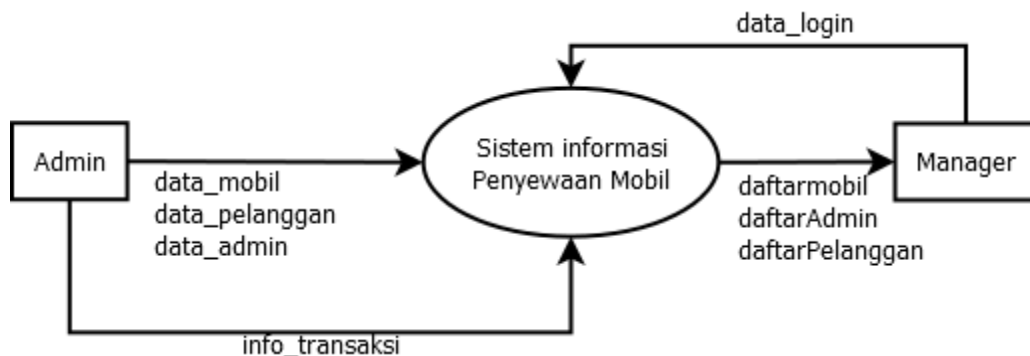 data_login
Admin
Sistem informasi
Penyewaan Mobil
Manager
data_mobil
data_pelanggan
data_admin
daftarmobil
daftarAdmin
daftarPelanggan
info_transaksi